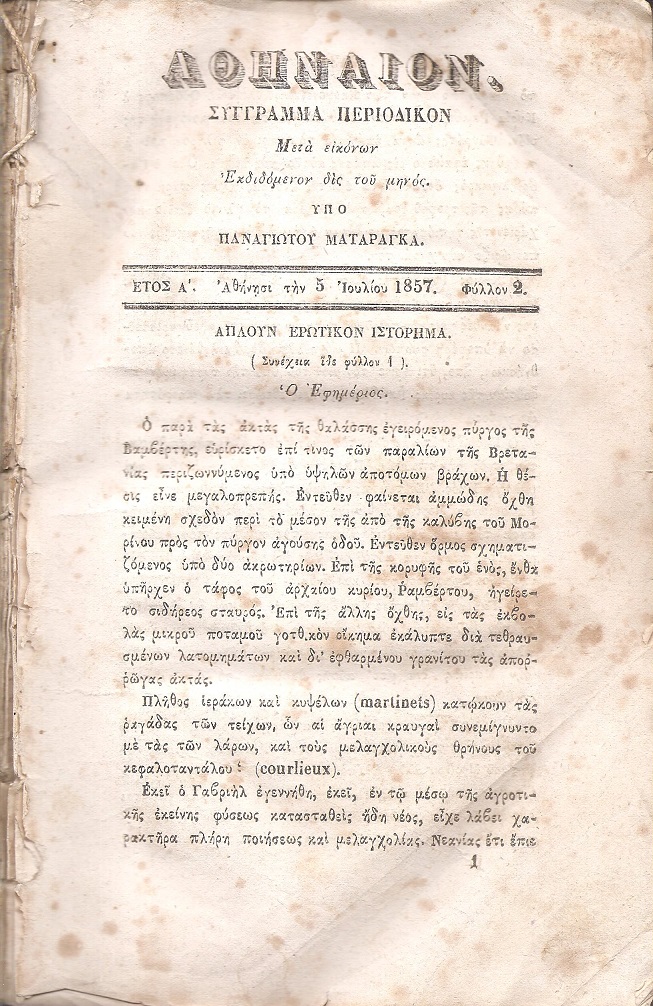 ΑΘΗΝΑΙΟΝ,
ΣΥΓΓΡΑΜΜΑ ΠΕΡΙΟΔΙΚΟΝ
Μετὰ εἰκόνων
Ἐκδιδόμενον δὶς τοῦ μηνός.
ΥΠΟ
ΠΑΝΑΓΙΩΤΟΥ ΜΑΤΑΡΑΓΚΑ.
ΕΤΟΣ Α'. Ἀθήνησι τὴν 5 Ἰουλίου 1857. Φύλλον 2.
ΑΠΛΟΥΝ ΕΡΩΤΙΚΟΝ ΙΣΤΟΡΗΜΑ.
(Συνέχεια ἴδε φύλλον 1).
Ὁ Ἐφημέριος.
Ὁ παρὰ τὰς ἀκτὰς τῆς θαλάσσης ἐγειρόμενος πύργος τῆς
Βαμβέρτης, εὑρίσκετο ἐπί τινος τῶν παραλίων τῆς Βρετα-
νίας περιζωννύμενος ὑπὸ ὑψηλῶν ἀποτόμων βράχων. Ἡ θέ-
σις εἶνε μεγαλοπρεπής. Ἐντεῦθεν φαίνεται ἀμμώδης ὄχθη
κειμένη σχεδὸν περὶ τὸ μέσον τῆς ἀπὸ τῆς καλύβης τοῦ Μο-
ρίνου πρὸς τὸν πύργον ἀγούσης ὁδοῦ. Ἐντεῦθεν ὅρμος σχηματι-
ζόμενος ὑπὸ δύο ἀκρωτηρίων. Ἐπὶ τῆς κορυφῆς τοῦ ἑνὸς, ἔνθα
ὑπῆρχεν ὁ τάφος τοῦ ἀρχαίου κυρίου, Ῥαμβέρτου, ἠγείρε-
το σιδήρεος σταυρός. Ἐπὶ τῆς ἄλλης ὄχθης, εἰς τὰς ἐκβο-
λὰς μικροῦ ποταμοῦ γοτθικὸν οἴκημα ἐκάλυπτε διὰ τεθραυ-
σμένων λατομημάτων καὶ δι' ἐφθαρμένου γρανίτου τὰς ἀποῤ-
ῥῶγας ἀκτάς.
Πλῆθος ἱεράκων καὶ κυψέλων (martinets) κατῴκουν τὰς
ῥαγάδας τῶν τείχων, ὧν αἱ ἄγριαι κραυγαὶ συνεμίγνυντο
μὲ τὰς τῶν λάρων, καὶ τοὺς μελαγχολικοὺς θρήνους τοῦ
κεφαλοταντάλου (courlieux).
Ἐκεῖ ὁ Γαβριὴλ ἐγεννήθη, ἐκεῖ, ἐν τῷ μέσῳ τῆς ἀγροτι-
κῆς ἐκείνης φύσεως κατασταθεὶς ἤδη νέος, εἶχε λάβει χα-
ρακτῆρα πλήρη ποιήσεως καὶ μελαγχολίας. Νεανίας ἔτι ἔπιε
1